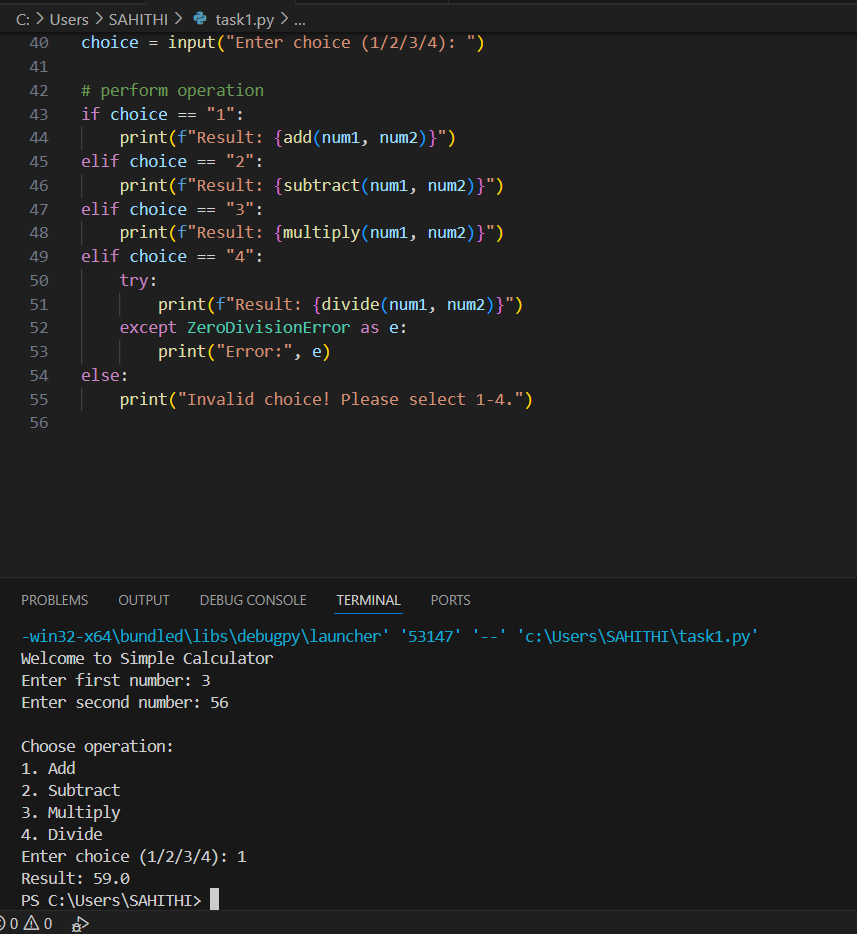 C: > Users > SAHITHI > task1.py > ...
40 choice = input("Enter choice (1/2/3/4): ")
41
42 # perform operation
43 if choice == "1":
44     print(f"Result: {add(num1, num2)}")
45 elif choice == "2":
46     print(f"Result: {subtract(num1, num2)}")
47 elif choice == "3":
48     print(f"Result: {multiply(num1, num2)}")
49 elif choice == "4":
50     try:
51         print(f"Result: {divide(num1, num2)}")
52     except ZeroDivisionError as e:
53         print("Error:", e)
54 else:
55     print("Invalid choice! Please select 1-4.")
56
PROBLEMS OUTPUT DEBUG CONSOLE TERMINAL PORTS
-win32-x64\bundled\libs\debugpy\launcher' '53147' '--' 'c:\Users\SAHITHI\task1.py'
Welcome to Simple Calculator
Enter first number: 3
Enter second number: 56
Choose operation:
1. Add
2. Subtract
3. Multiply
4. Divide
Enter choice (1/2/3/4): 1
Result: 59.0
PS C:\Users\SAHITHI>
0 0